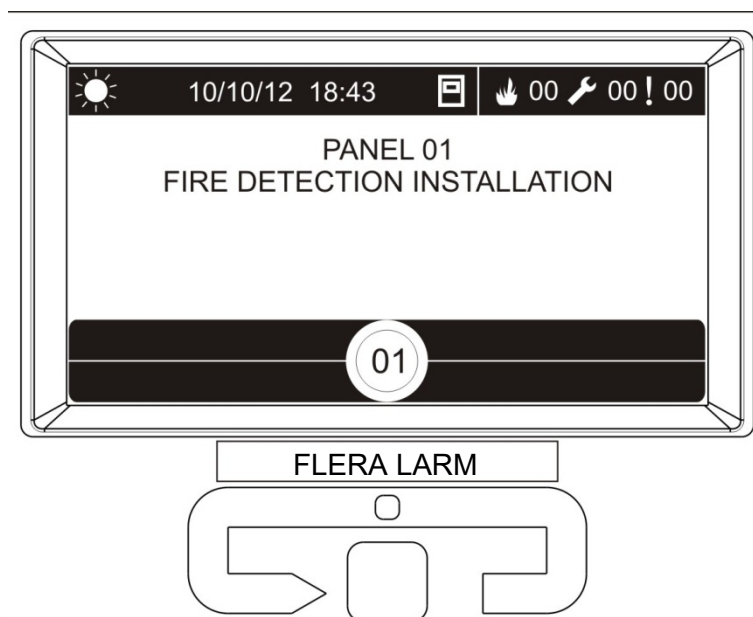 10/10/12 18:43 00 00 ! 00
PANEL 01
FIRE DETECTION INSTALLATION
01
FLERA LARM